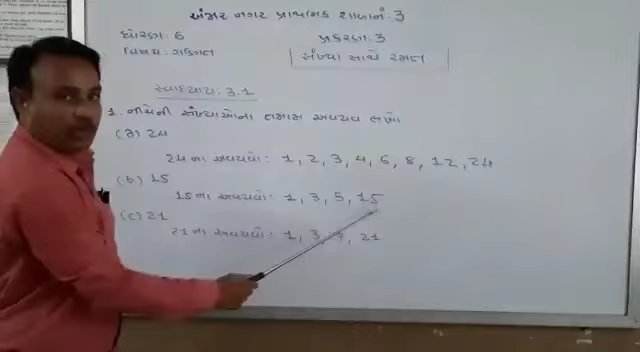 અંજાર નગર પ્રાથમિક શાળા નં: 3
ધોરણ: 6
પ્રકરણ: 3
વિષય: ગણિત
સંખ્યા સાથે રમત
સ્વાધ્યાય: 3.1
1. નીચેની સંખ્યાઓના તમામ અવયવ લખો
(a) 24
24 ના અવયવો: 1, 2, 3, 4, 6, 8, 12, 24
(b) 15
15 ના અવયવો: 1, 3, 5, 15
(c) 21
21 ના અવયવો: 1, 3, 7, 21